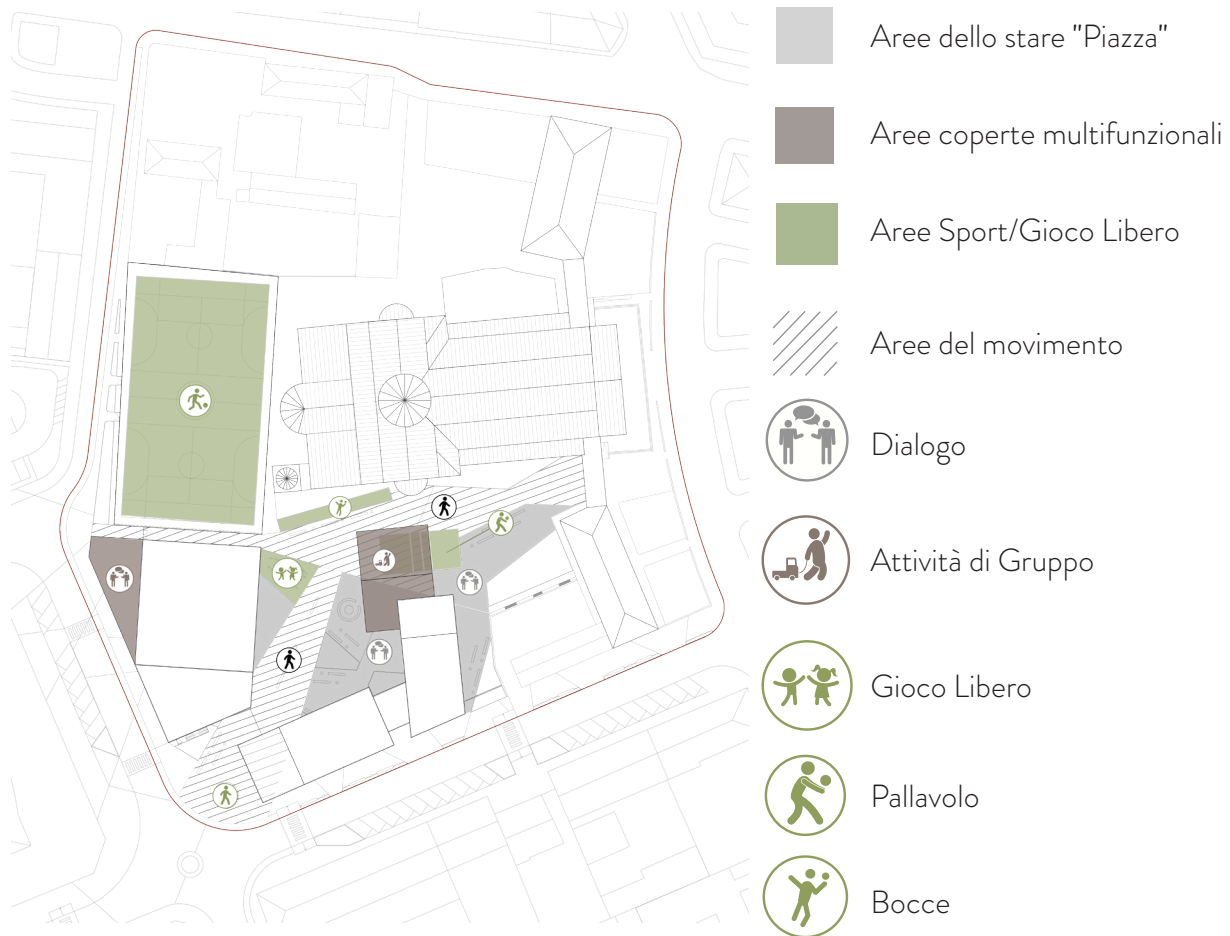 Aree dello stare "Piazza"
Aree coperte multifunzionali
Aree Sport/Gioco Libero
Aree del movimento
Dialogo
Attività di Gruppo
Gioco Libero
Pallavolo
Bocce